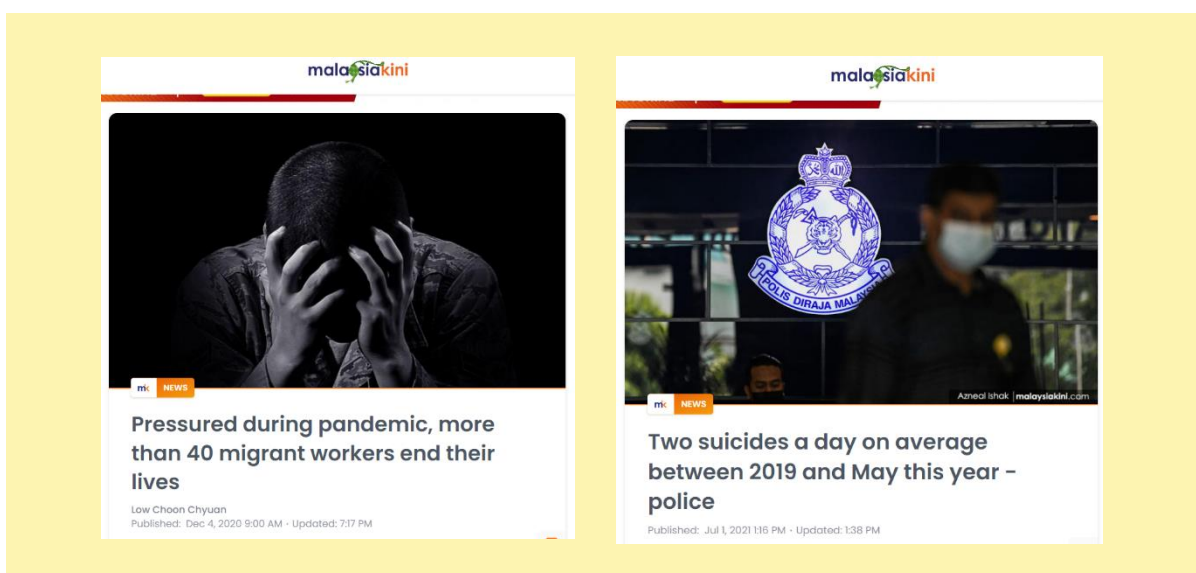 malaysiakini
mk NEWS
Pressured during pandemic, more
than 40 migrant workers end their
lives
Low Choon Chyuan
Published: Dec 4, 2020 9:00 AM · Updated: 7:17 PM
malaysiakini
POLIS DIRAJA MALAYSIA
Azneal Ishak | malaysiakini.com
mk NEWS
Two suicides a day on average
between 2019 and May this year -
police
Published: Jul 1, 2021 1:16 PM · Updated: 1:38 PM